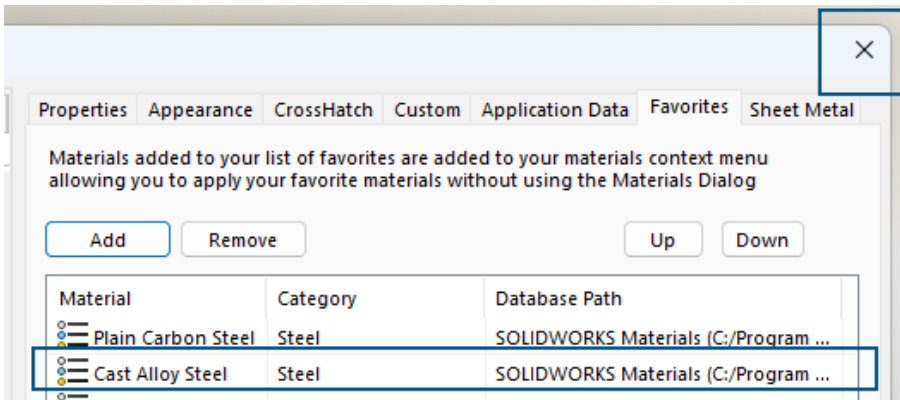 Properties Appearance CrossHatch Custom Application Data Favorites Sheet Metal
Materials added to your list of favorites are added to your materials context menu
allowing you to apply your favorite materials without using the Materials Dialog
Add Remove Up Down
Material Category Database Path
Plain Carbon Steel Steel SOLIDWORKS Materials (C:/Program ...
Cast Alloy Steel Steel SOLIDWORKS Materials (C:/Program ...